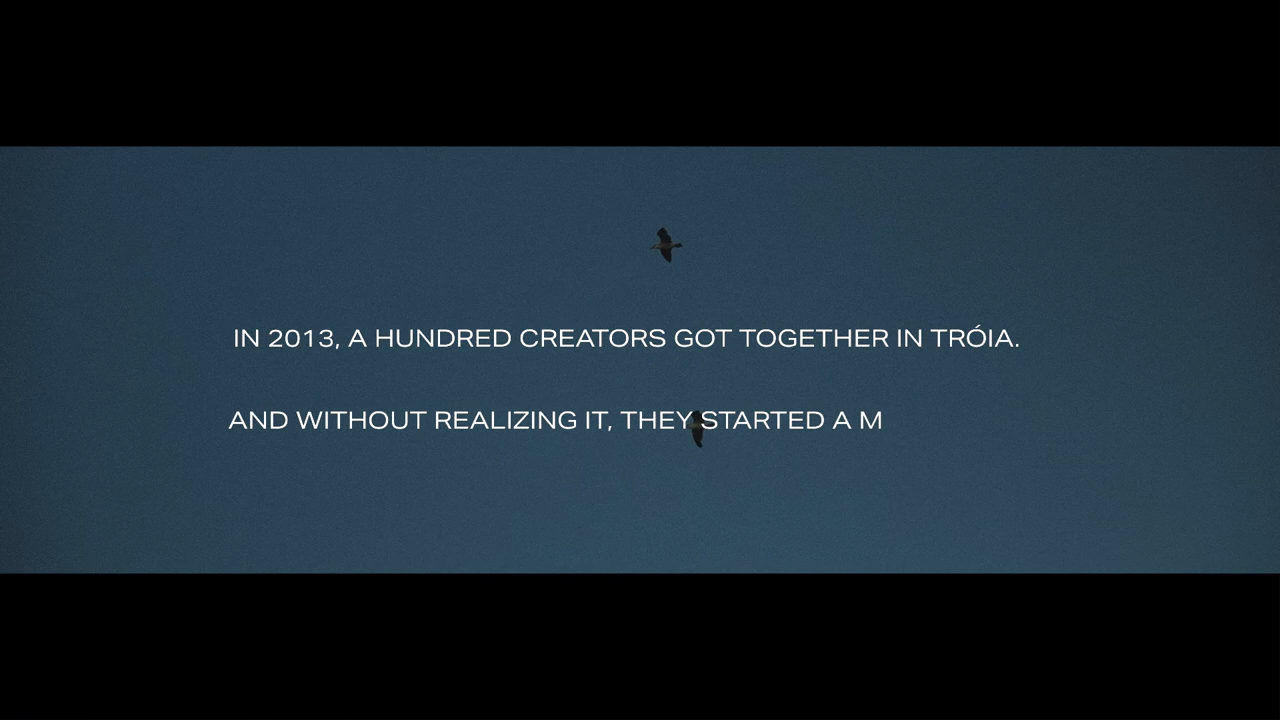 IN 2013, A HUNDRED CREATORS GOT TOGETHER IN TRÓIA.
AND WITHOUT REALIZING IT, THEY STARTED A M